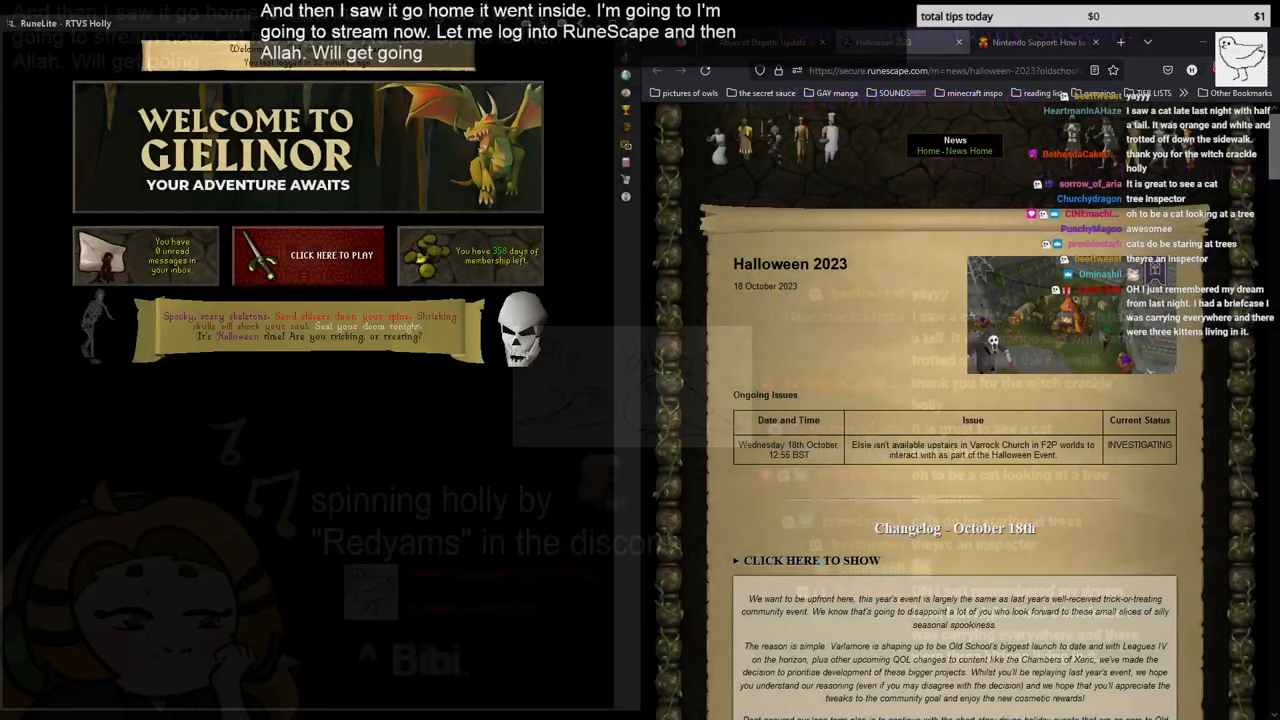 RuneLite - RTVS Holly
And then I saw it go home it went inside. I'm going to I'm
going to stream now. Let me log into RuneScape and then
Allah. Will get going
total tips today $0 $1
Abyss of Dagath: Update
Halloween 2023
Nintendo Support: How to
https://secure.runescape.com/m=news/halloween-2023?oldschool
pictures of owls
the secret sauce
GAY manga
SOUNDS!!!!!!
minecraft inspo
reading list
gameing
TIER LISTS
Other Bookmarks
WELCOME TO
GIELINOR
YOUR ADVENTURE AWAITS
You have
0 unread
messages in
your inbox.
CLICK HERE TO PLAY
You have 358 days of
membership left.
Spooky, scary skeletons. Send shivers down your spine. Shrieking
skulls will shock your soul. Seal your doom tonight.
It's Halloween time! Are you tricking, or treating?
spinning holly by
"Redyams" in the discor
^ Bibi.
News
Home - News Home
Halloween 2023
18 October 2023
Ongoing Issues
Date and Time Issue Current Status
Wednesday 18th October,
12:55 BST
Elsie isn't available upstairs in Varrock Church in F2P worlds to
interact with as part of the Halloween Event.
INVESTIGATING
Changelog - October 18th
CLICK HERE TO SHOW
We want to be upfront here, this year's event is largely the same as last year's well-received trick-or-treating
community event. We know that's going to disappoint a lot of you who look forward to these small slices of silly
seasonal spookiness.
The reason is simple. Varlamore is shaping up to be Old School's biggest launch to date and with Leagues IV
on the horizon, plus other upcoming QOL changes to content like the Chambers of Xeric, we've made the
decision to prioritise development of these bigger projects. Whilst you'll be replaying last year's event, we hope
you understand our reasoning (even if you may disagree with the decision) and we hope that you'll appreciate the
tweaks to the community goal and enjoy the new cosmetic rewards!
beetTweest yayyy
HeartmanInAHaze I saw a cat late last night with half
a tail. It was orange and white and
trotted off down the sidewalk.
thank you for the witch crackle
holly
sorrow_of_aria It is great to see a cat
Churchydragon tree inspector
CINEmachi... oh to be a cat looking at a tree
PunchyMagoo awesomee
cats do be staring at trees
beetTweest theyre an inspector
Ominashii
OH I just remembered my dream
from last night. I had a briefcase I
was carrying everywhere and there
were three kittens living in it.